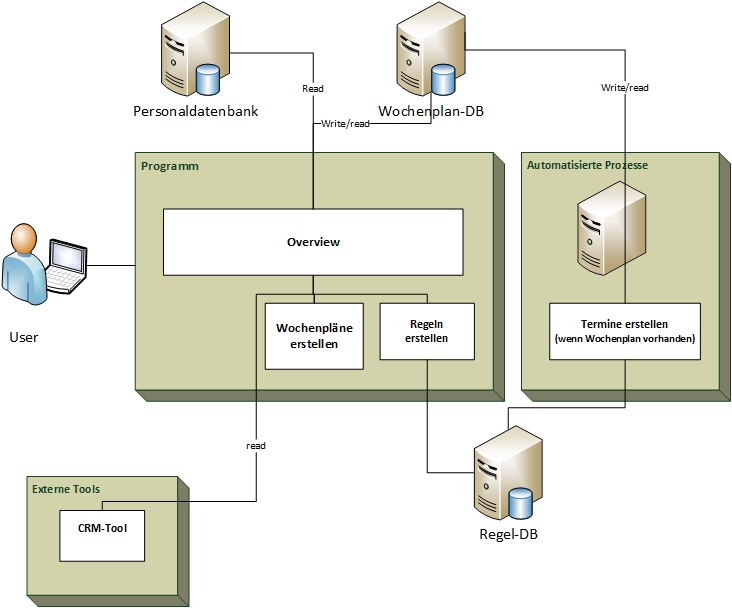 Read
Write/read
Personaldatenbank
Wochenplan-DB
Write/read
Programm
Automatisierte Prozesse
Overview
User
Wochenpläne
erstellen
Regeln
erstellen
Termine erstellen
(wenn Wochenplan vorhanden)
read
Externe Tools
CRM-Tool
Regel-DB